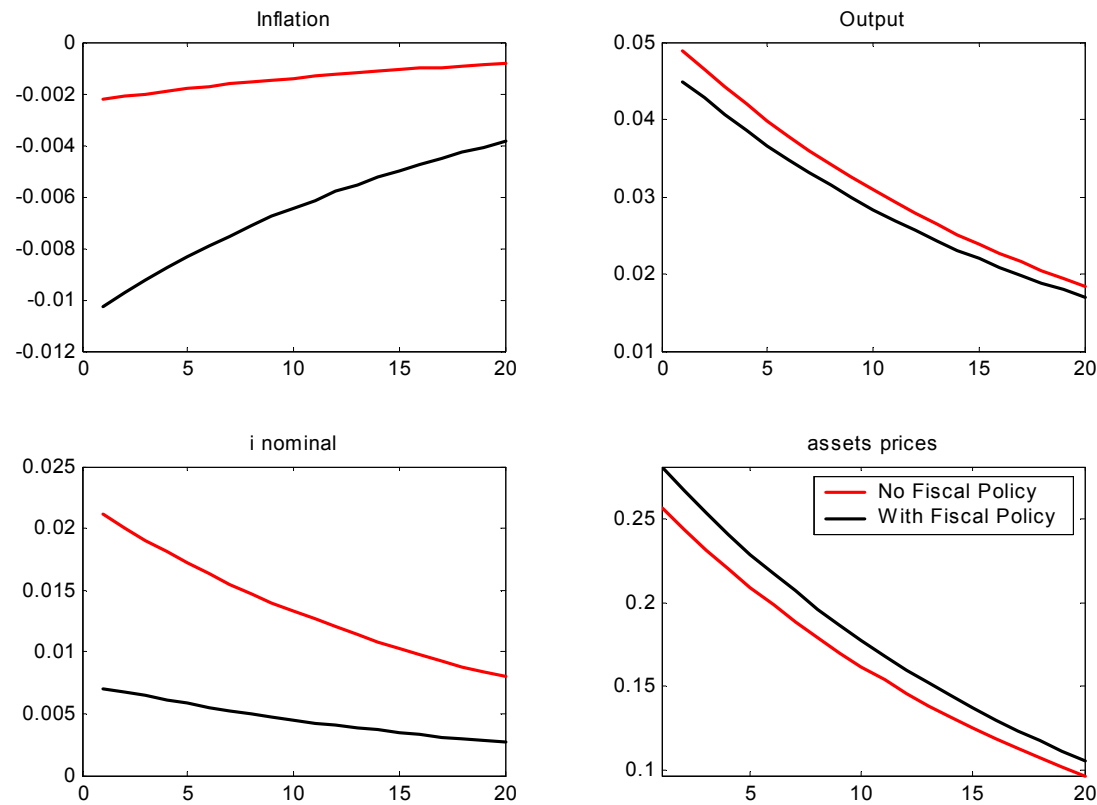 Inflation
0
-0.002
-0.004
-0.006
-0.008
-0.01
-0.012
0 5 10 15 20
Output
0.05
0.04
0.03
0.02
0.01
0 5 10 15 20
i nominal
0.025
0.02
0.015
0.01
0.005
0
0 5 10 15 20
assets prices
No Fiscal Policy
With Fiscal Policy
0.25
0.2
0.15
0.1
5 10 15 20